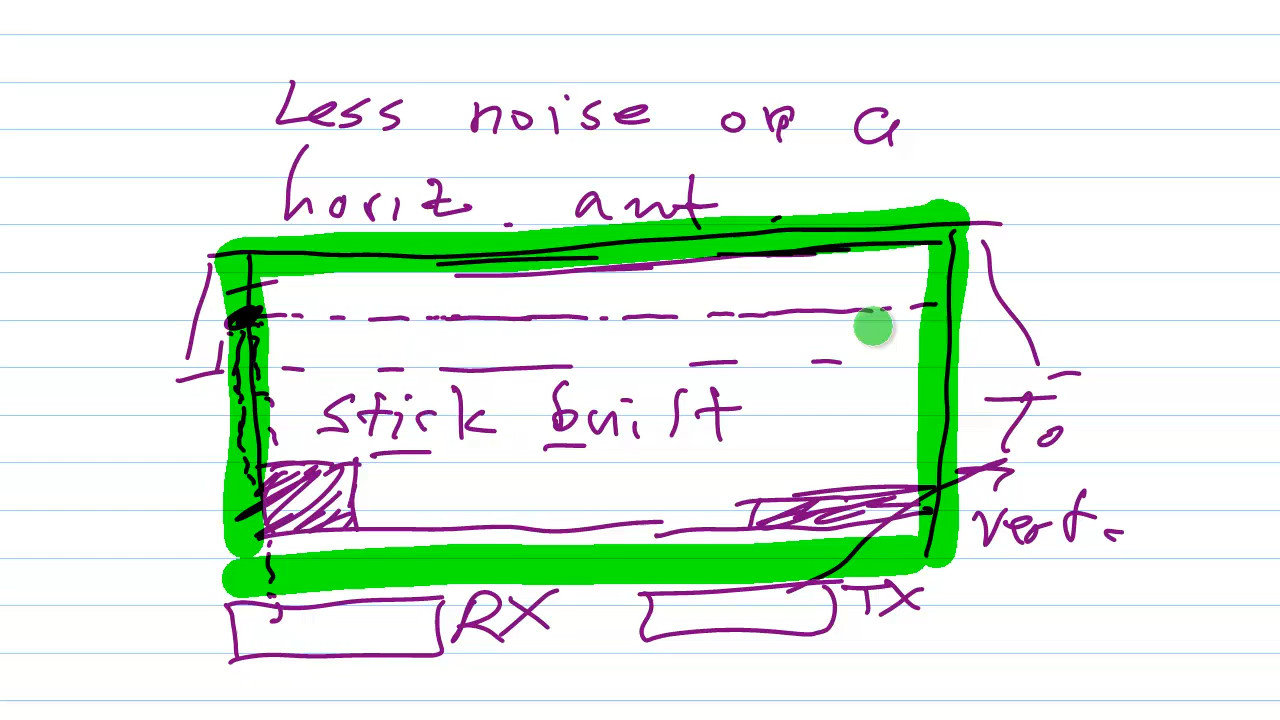 Less noise on a
horiz. ant.
stick built
To
vert.
RX
TX